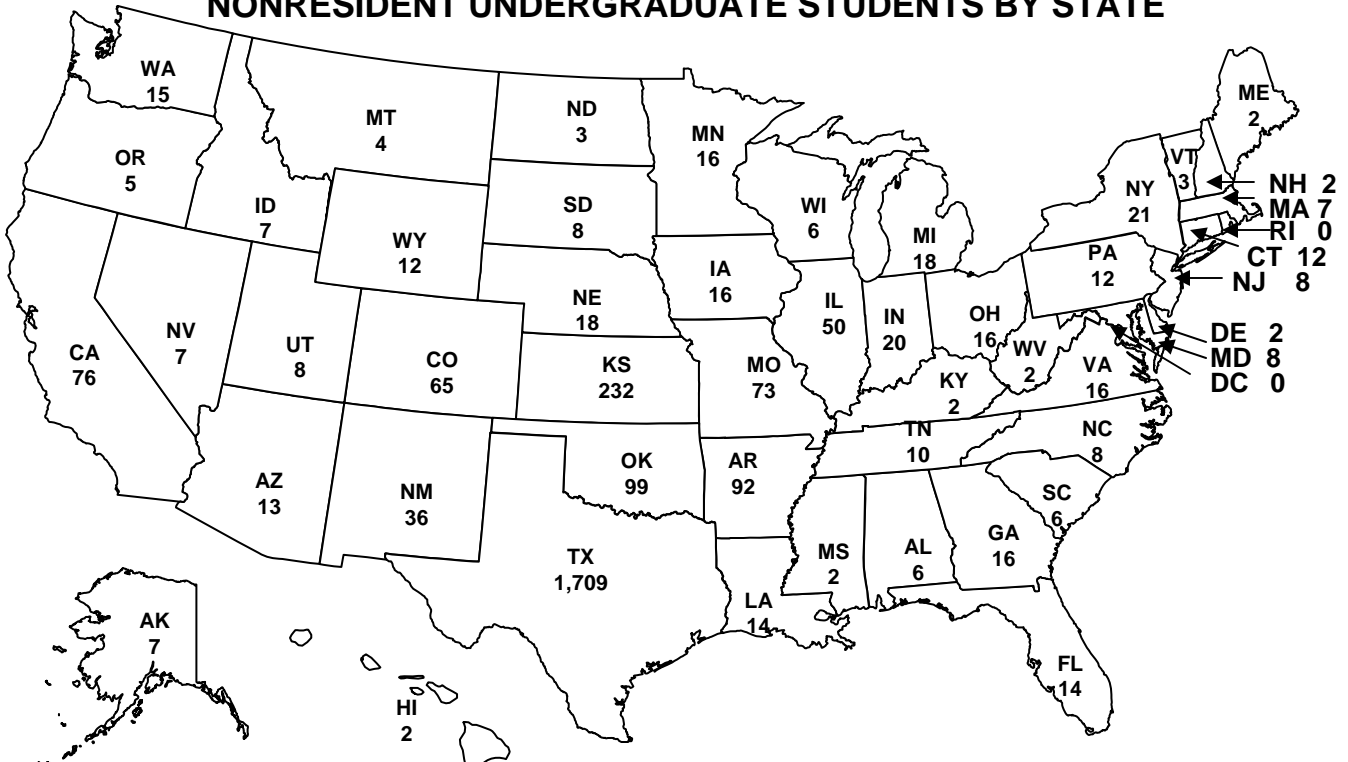 NONRESIDENT UNDERGRADUATE STUDENTS BY STATE
WA
15
MT
4
ND
3
MN
16
ME
2
OR
5
ID
7
WY
12
SD
8
WI
6
MI
18
NY
21
VT
3
NH 2
MA 7
RI 0
CT 12
NJ 8
PA
12
IA
16
NE
18
IL
50
IN
20
OH
16
WV
2
VA
16
DE 2
MD 8
DC 0
CA
76
NV
7
UT
8
CO
65
KS
232
MO
73
KY
2
TN
10
NC
8
AZ
13
NM
36
OK
99
AR
92
SC
6
TX
1,709
LA
14
MS
2
AL
6
GA
16
FL
14
AK
7
HI
2